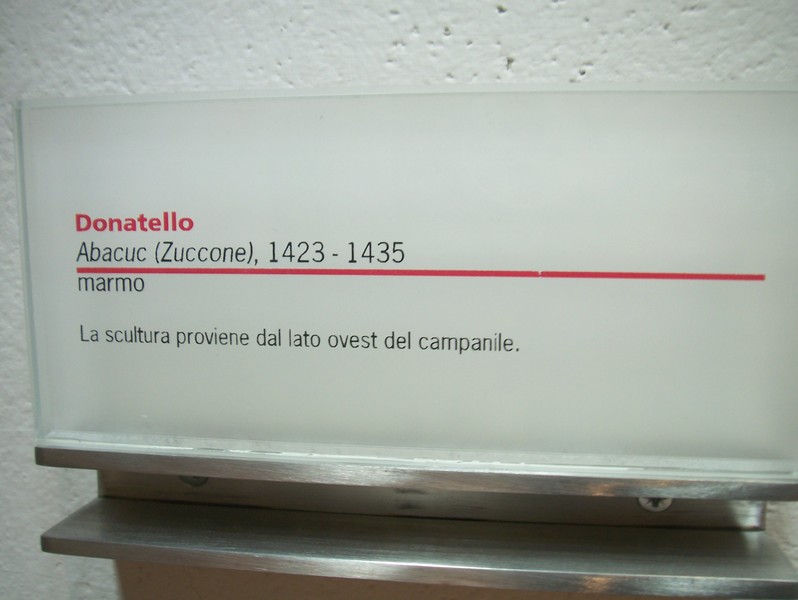 Donatello
Abacuc (Zuccone), 1423 - 1435
marmo
La scultura proviene dal lato ovest del campanile.